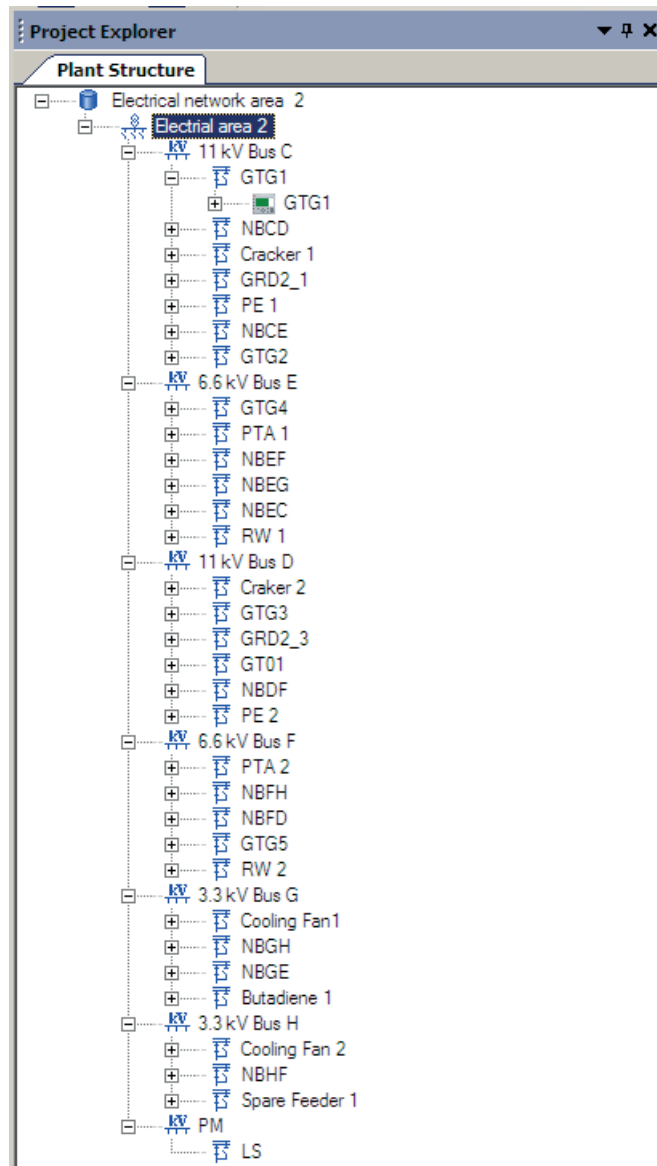 Project Explorer
Plant Structure
Electrical network area 2
Electrial area 2
11 kV Bus C
GTG1
GTG1
NBCD
Cracker 1
GRD2_1
PE 1
NBCE
GTG2
6.6 kV Bus E
GTG4
PTA 1
NBEF
NBEG
NBEC
RW 1
11 kV Bus D
Craker 2
GTG3
GRD2_3
GT01
NBDF
PE 2
6.6 kV Bus F
PTA 2
NBFH
NBFD
GTG5
RW 2
3.3 kV Bus G
Cooling Fan1
NBGH
NBGE
Butadiene 1
3.3 kV Bus H
Cooling Fan 2
NBHF
Spare Feeder 1
PM
LS